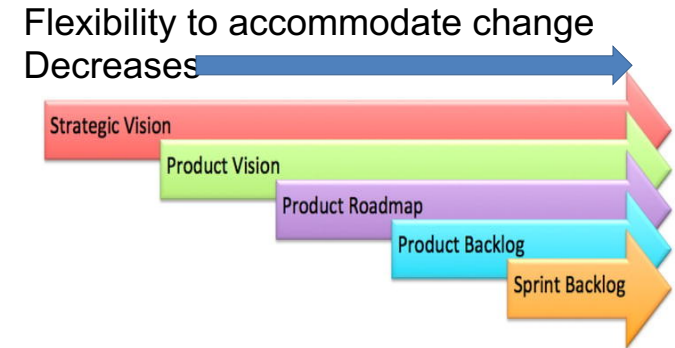 Flexibility to accommodate change
Decreases
Strategic Vision
Product Vision
Product Roadmap
Product Backlog
Sprint Backlog